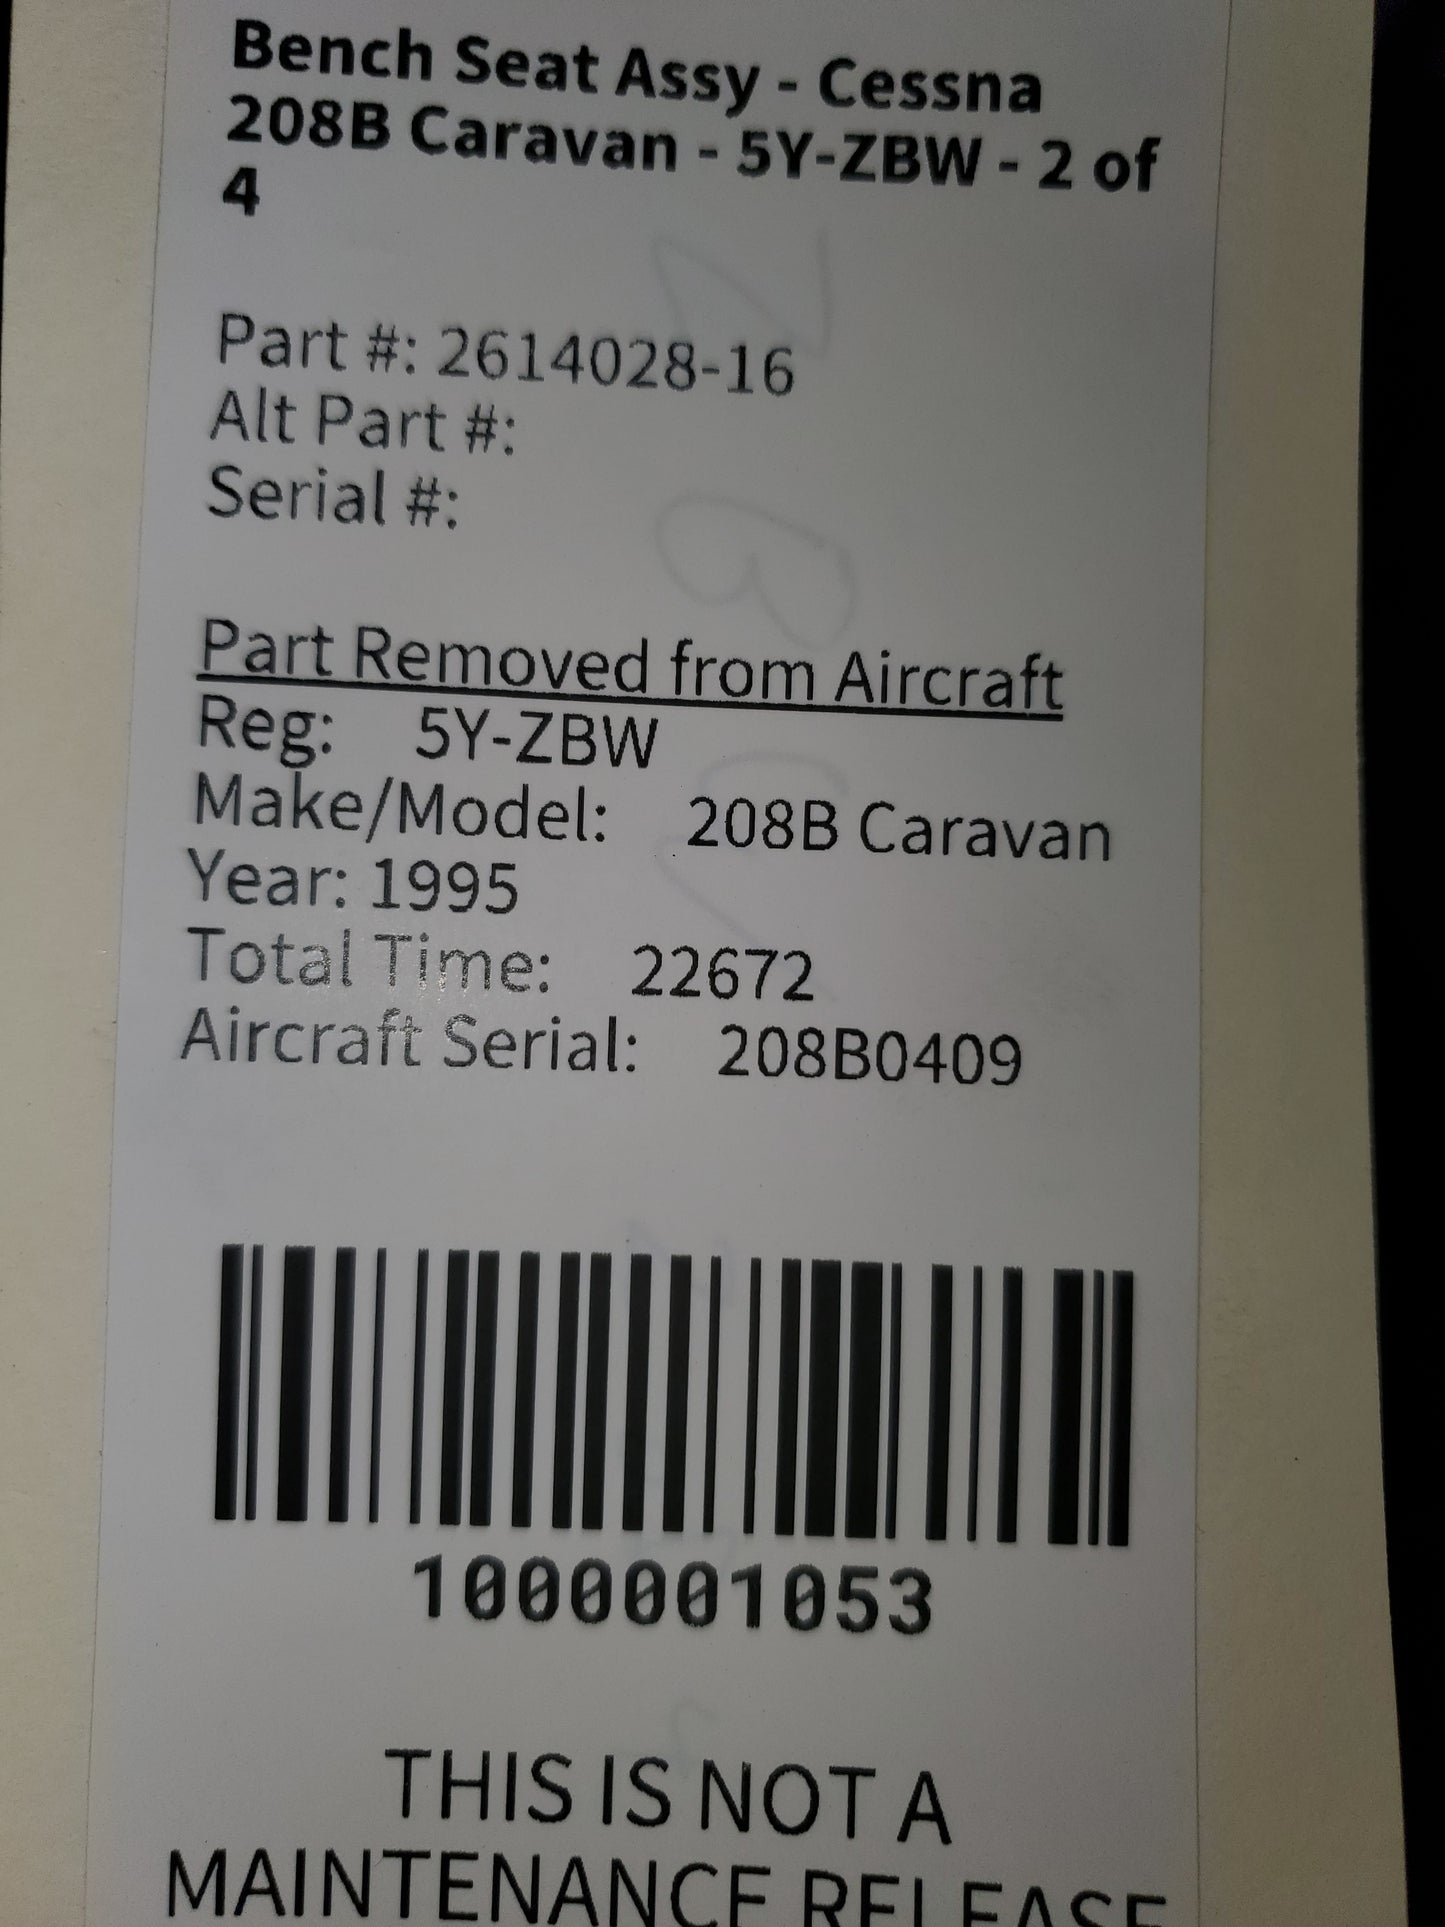 Bench Seat Assy - Cessna
208B Caravan - 5Y-ZBW - 2 of
4
Part #: 2614028-16
Alt Part #:
Serial #:
Part Removed from Aircraft
Reg: 5Y-ZBW
Make/Model: 208B Caravan
Year: 1995
Total Time: 22672
Aircraft Serial: 208B0409
1000001053
THIS IS NOT A
MAINTENANCE RELEASE